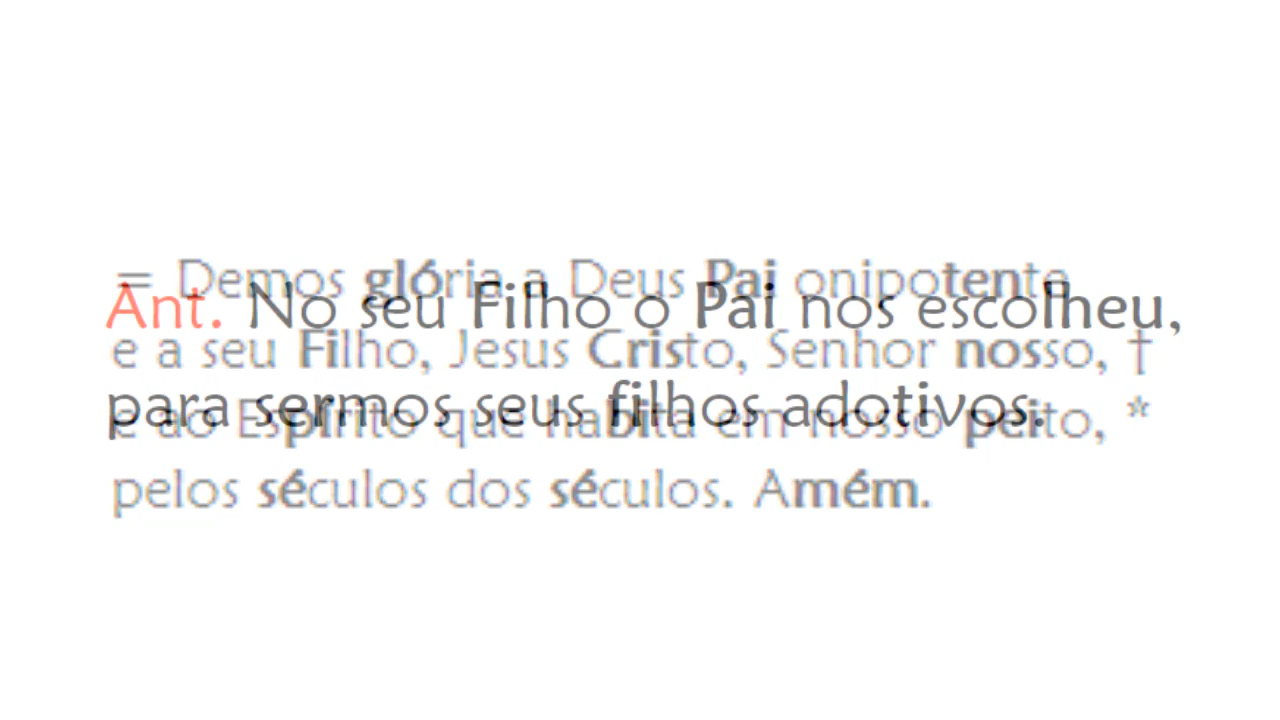 = Demos glória a Deus Pai onipotente
Ant. No seu Filho o Pai nos escolheu,
e a seu Filho, Jesus Cristo, Senhor nosso, †
para sermos seus filhos adotivos.
e ao Espírito que habita em nosso peito, *
pelos séculos dos séculos. Amém.